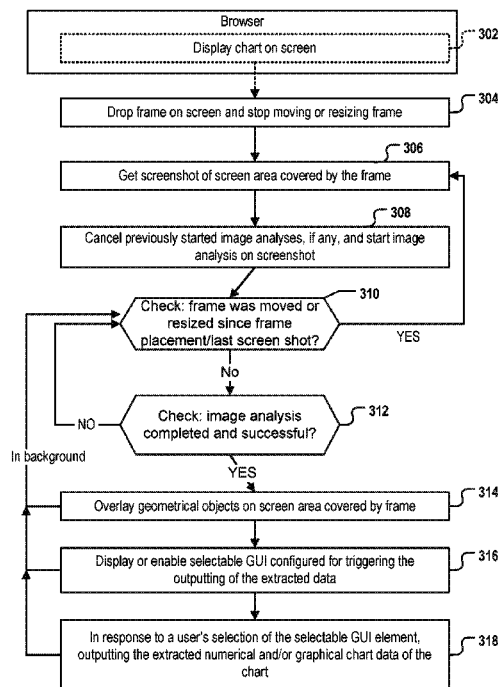 Browser
302
Display chart on screen
304
Drop frame on screen and stop moving or resizing frame
306
Get screenshot of screen area covered by the frame
308
Cancel previously started image analyses, if any, and start image
analysis on screenshot
310
Check: frame was moved or
resized since frame
placement/last screen shot?
YES
No
312
Check: image analysis
completed and successful?
NO
In background
YES
314
Overlay geometrical objects on screen area covered by frame
316
Display or enable selectable GUI configured for triggering the
outputting of the extracted data
318
In response to a user's selection of the selectable GUI element,
outputting the extracted numerical and/or graphical chart data of the
chart